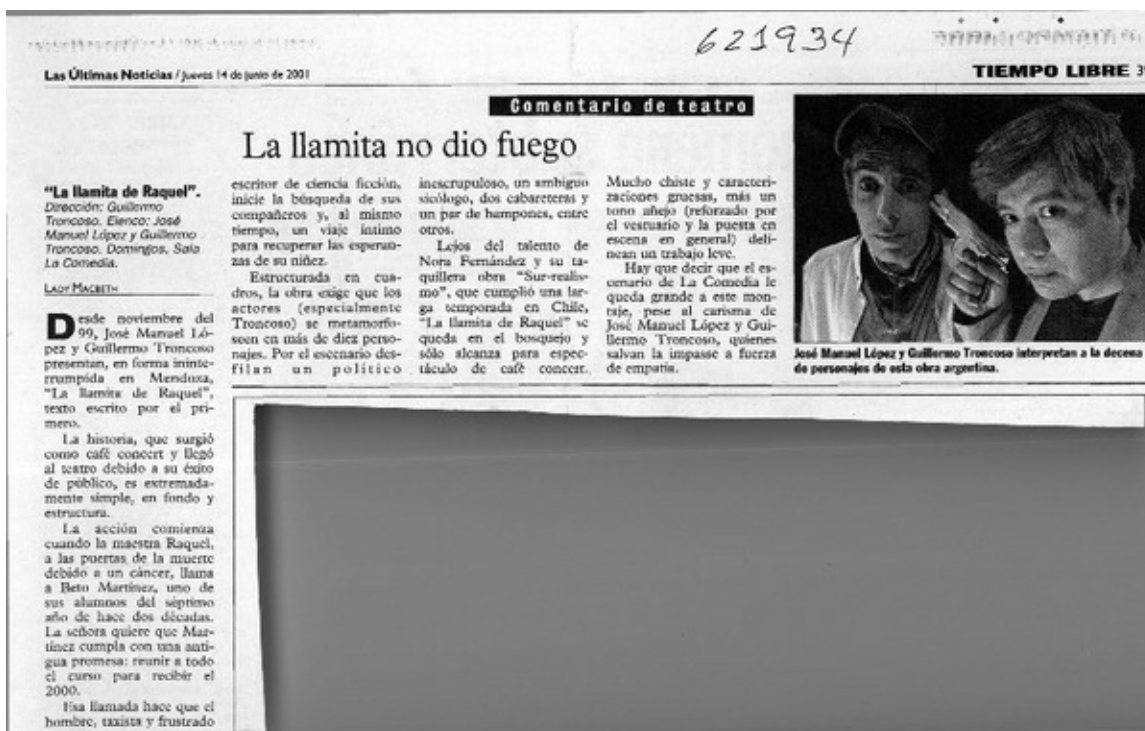 621934
Las Últimas Noticias / Jueves 14 de junio de 2001
TIEMPO LIBRE
Comentario de teatro
La llamita no dio fuego
"La llamita de Raquel".
Dirección: Guillermo
Troncoso. Elenco: José
Manuel López y Guillermo
Troncoso. Domingos, Sala
La Comedia.
LADY MACBETH
Desde noviembre del
99, José Manuel Ló-
pez y Guillermo Troncoso
presentan, en forma ininte-
rrumpida en Mendoza,
"La llamita de Raquel",
texto escrito por el pri-
mero.
La historia, que surgió
como café concert y llegó
al teatro debido a su éxito
de público, es extremada-
mente simple, en fondo y
estructura.
La acción comienza
cuando la maestra Raquel,
a las puertas de la muerte
debido a un cáncer, llama
a Beto Martínez, uno de
sus alumnos del séptimo
año de hace dos décadas.
La señora quiere que Mar-
tínez cumpla con una anti-
gua promesa: reunir a todo
el curso para recibir el
2000.
Esa llamada hace que el
hombre, taxista y frustrado
escritor de ciencia ficción,
inicie la búsqueda de sus
compañeros y, al mismo
tiempo, un viaje íntimo
para recuperar las esperan-
zas de su niñez.
Estructurada en cua-
dros, la obra exige que los
actores (especialmente
Troncoso) se metamorfo-
seen en más de diez perso-
najes. Por el escenario des-
filan un político
inescrupuloso, un ambiguo
sicólogo, dos cabareteras y
un par de hampones, entre
otros.
Lejos del talento de
Nora Fernández y su ta-
quillera obra "Sur-realis-
mo", que cumplió una lar-
ga temporada en Chile,
"La llamita de Raquel" se
queda en el bosquejo y
sólo alcanza para espec-
táculo de café concert.
Mucho chiste y caracteri-
zaciones gruesas, más un
tono añejo (reforzado por
el vestuario y la puesta en
escena en general) deli-
nean un trabajo leve.
Hay que decir que el es-
cenario de La Comedia le
queda grande a este mon-
taje, pese al carisma de
José Manuel López y Gui-
llermo Troncoso, quienes
salvan la impasse a fuerza
de empatía.
José Manuel López y Guillermo Troncoso interpretan a la decena
de personajes de esta obra argentina.